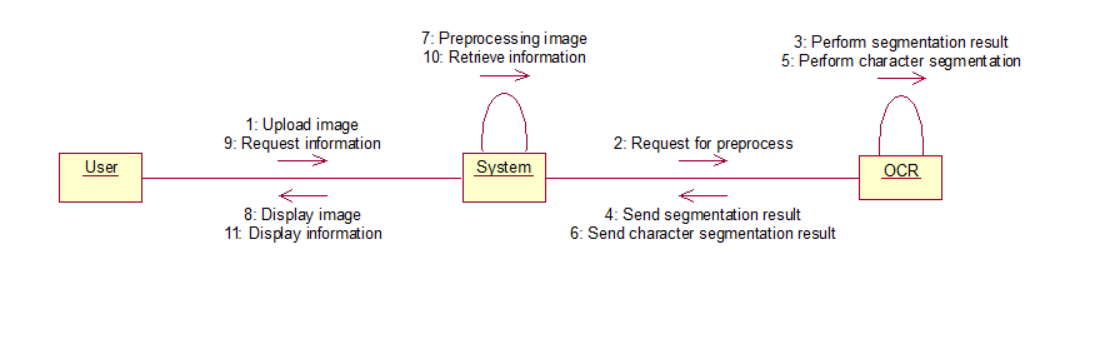 7: Preprocessing image
10: Retrieve information
3: Perform segmentation result
5: Perform character segmentation
1: Upload image
9: Request information
2: Request for preprocess
User
System
OCR
8: Display image
11: Display information
4: Send segmentation result
6: Send character segmentation result